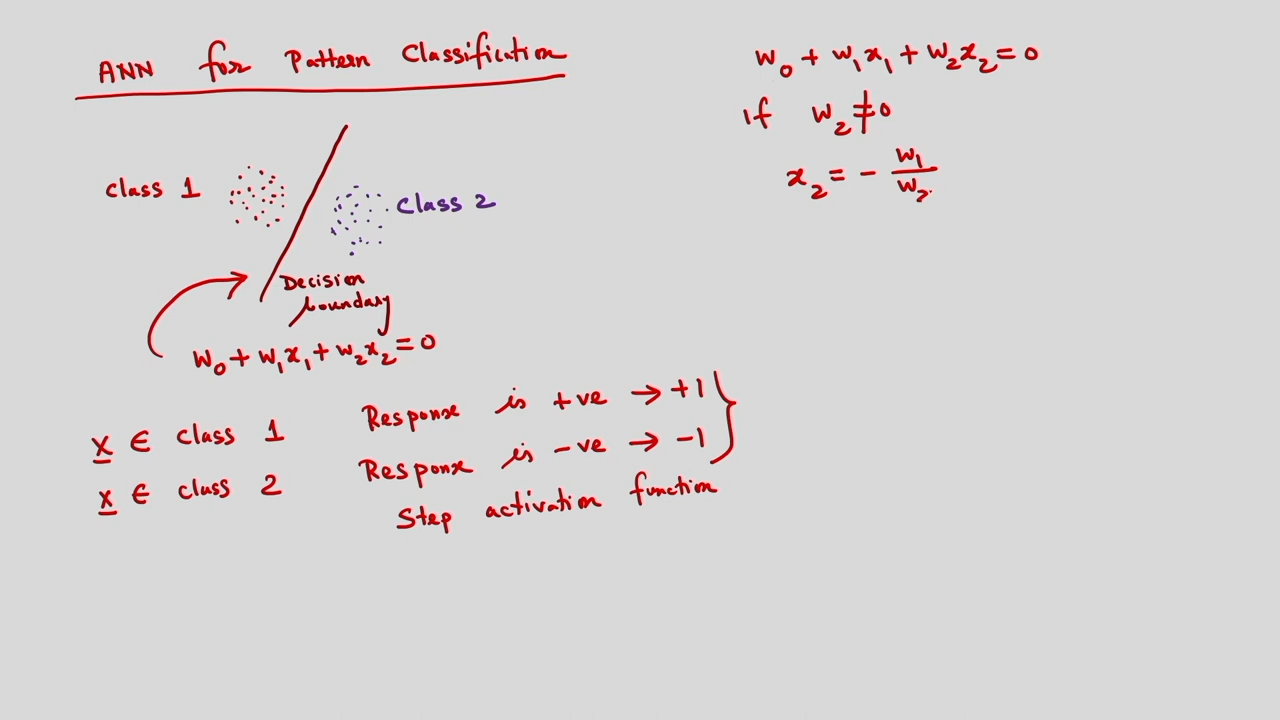 ANN for Pattern Classification
class 1
class 2
Decision
boundary
w₀ + w₁x₁ + w₂x₂ = 0
x ∈ class 1 Response is +ve → +1
x ∈ class 2 Response is -ve → -1
Step activation function
w₀ + w₁x₁ + w₂x₂ = 0
if w₂ ≠ 0
x₂ = - w₁/w₂